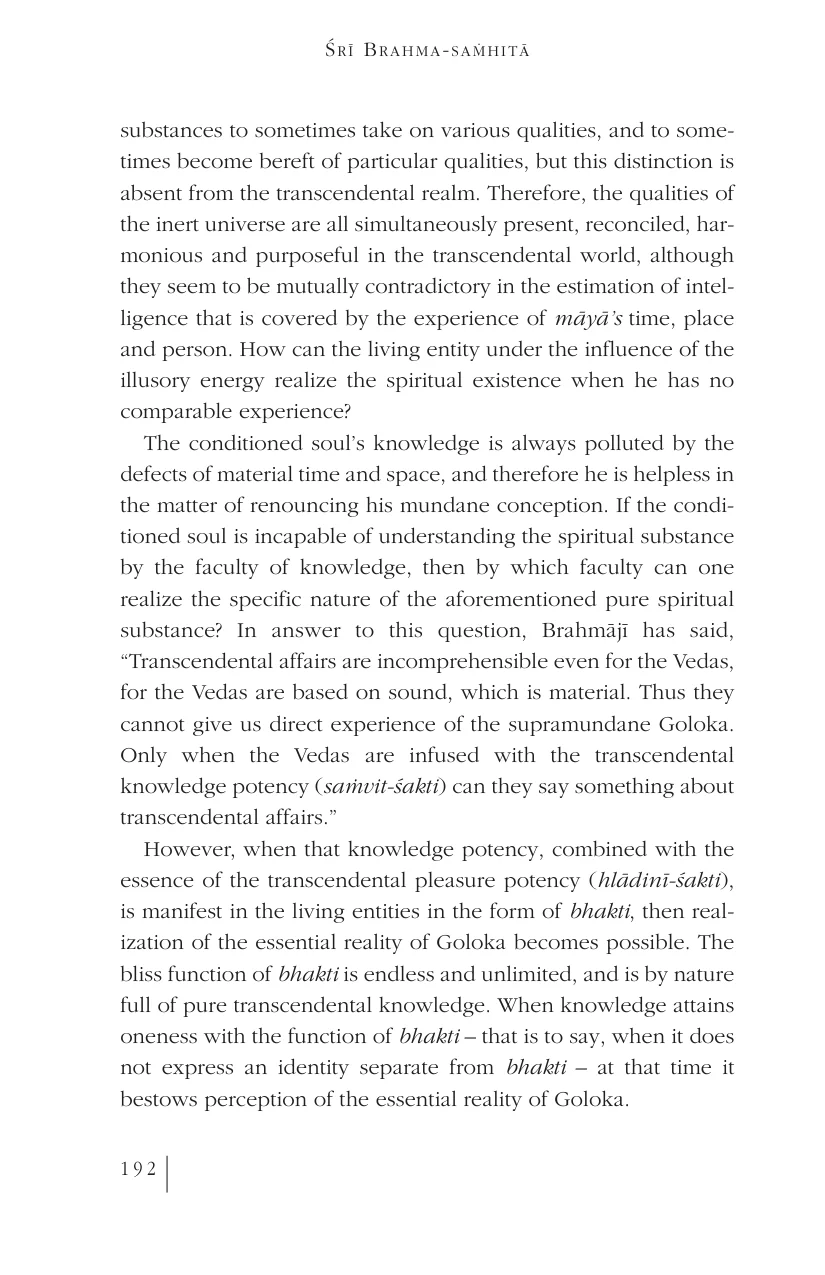 Śrī Brahma-saṁhitā
substances to sometimes take on various qualities, and to some-
times become bereft of particular qualities, but this distinction is
absent from the transcendental realm. Therefore, the qualities of
the inert universe are all simultaneously present, reconciled, har-
monious and purposeful in the transcendental world, although
they seem to be mutually contradictory in the estimation of intel-
ligence that is covered by the experience of māyā’s time, place
and person. How can the living entity under the influence of the
illusory energy realize the spiritual existence when he has no
comparable experience?
The conditioned soul’s knowledge is always polluted by the
defects of material time and space, and therefore he is helpless in
the matter of renouncing his mundane conception. If the condi-
tioned soul is incapable of understanding the spiritual substance
by the faculty of knowledge, then by which faculty can one
realize the specific nature of the aforementioned pure spiritual
substance? In answer to this question, Brahmājī has said,
“Transcendental affairs are incomprehensible even for the Vedas,
for the Vedas are based on sound, which is material. Thus they
cannot give us direct experience of the supramundane Goloka.
Only when the Vedas are infused with the transcendental
knowledge potency (saṁvit-śakti) can they say something about
transcendental affairs.”
However, when that knowledge potency, combined with the
essence of the transcendental pleasure potency (hlādinī-śakti),
is manifest in the living entities in the form of bhakti, then real-
ization of the essential reality of Goloka becomes possible. The
bliss function of bhakti is endless and unlimited, and is by nature
full of pure transcendental knowledge. When knowledge attains
oneness with the function of bhakti – that is to say, when it does
not express an identity separate from bhakti – at that time it
bestows perception of the essential reality of Goloka.
192